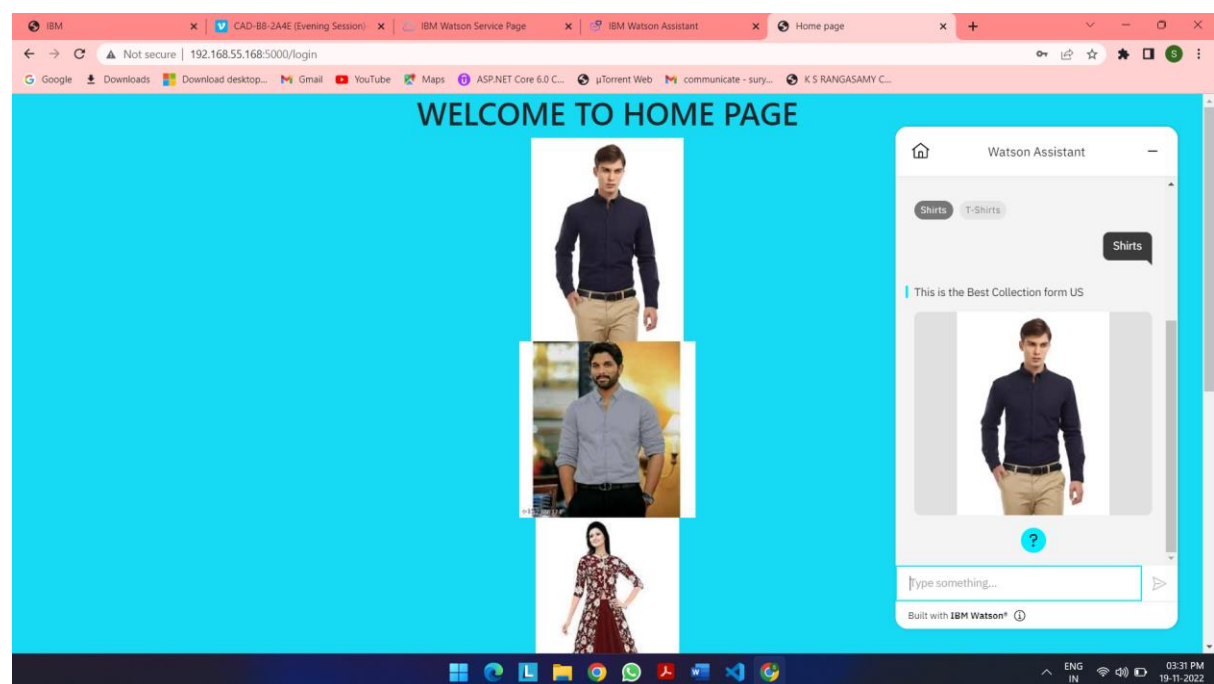 IBM
CAD-BB-2A4E (Evening Session)-
IBM Watson Service Page
IBM Watson Assistant
Home page
Not secure | 192.168.55.168:5000/login
S
Google
Downloads
Download desktop...
Gmail
YouTube
Maps
ASP.NET Core 6.0 C...
µTorrent Web
communicate - sury...
K S RANGASAMY C...
WELCOME TO HOME PAGE
Watson Assistant
Shirts
T-Shirts
Shirts
This is the Best Collection form US
?
Type something...
Built with IBM Watson®
ENG
IN
03:31 PM
19-11-2022